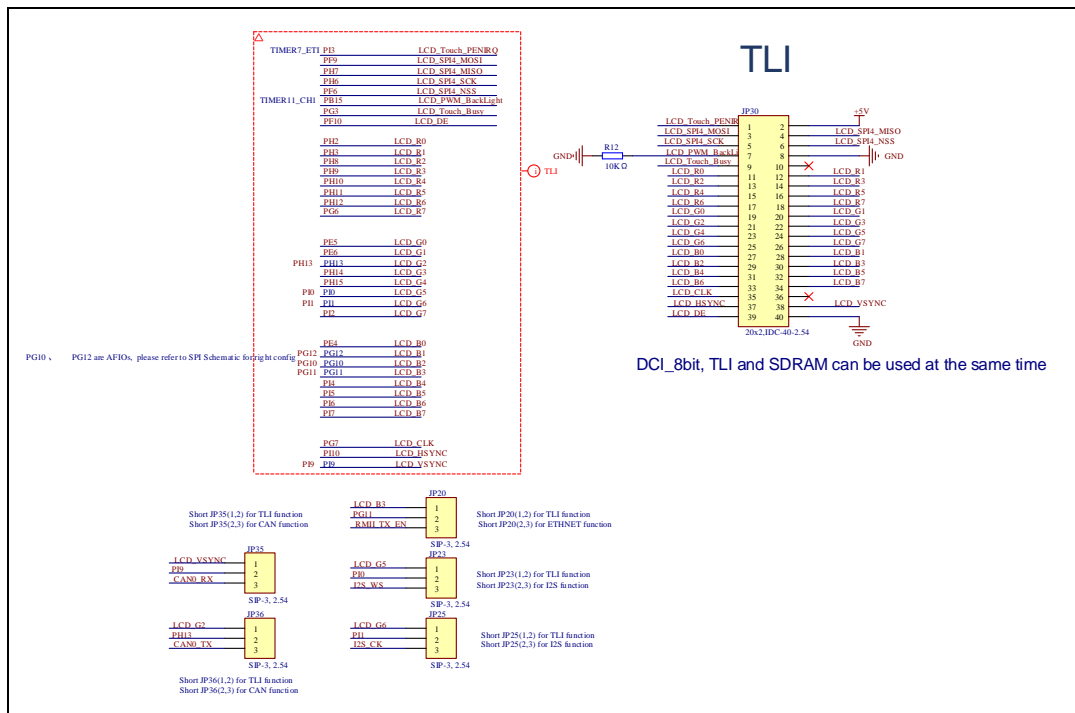 TLI
TIMER7_ETI PI3 LCD_Touch_PENIRQ
PF9 LCD_SPI4_MOSI
PH7 LCD_SPI4_MISO
PH6 LCD_SPI4_SCK
PF6 LCD_SPI4_NSS
TIMER11_CH1 PB15 LCD_PWM_BackLight
PG3 LCD_Touch_Busy
PF10 LCD_DE
PH2 LCD_R0
PH3 LCD_R1
PH8 LCD_R2
PH9 LCD_R3
PH10 LCD_R4
PH11 LCD_R5
PH12 LCD_R6
PG6 LCD_R7
i TLI
PE5 LCD_G0
PE6 LCD_G1
PH13 PH13 LCD_G2
PH14 LCD_G3
PH15 LCD_G4
PI0 PI0 LCD_G5
PI1 PI1 LCD_G6
PI2 LCD_G7
PE4 LCD_B0
PG12 PG12 LCD_B1
PG10 PG10 LCD_B2
PG11 PG11 LCD_B3
PI4 LCD_B4
PI5 LCD_B5
PI6 LCD_B6
PI7 LCD_B7
PG10 、 PG12 are AFIOs, please refer to SPI Schematic for right config
PG7 LCD_CLK
PI10 LCD_HSYNC
PI9 PI9 LCD_VSYNC
JP30
+5V
LCD_Touch_PENIR 1 2
LCD_SPI4_MOSI 3 4 LCD_SPI4_MISO
LCD_SPI4_SCK 5 6 LCD_SPI4_NSS
GND R12 10KΩ LCD_PWM_BackLi 7 8 GND
LCD_Touch_Busy 9 10
LCD_R0 11 12 LCD_R1
LCD_R2 13 14 LCD_R3
LCD_R4 15 16 LCD_R5
LCD_R6 17 18 LCD_R7
LCD_G0 19 20 LCD_G1
LCD_G2 21 22 LCD_G3
LCD_G4 23 24 LCD_G5
LCD_G6 25 26 LCD_G7
LCD_B0 27 28 LCD_B1
LCD_B2 29 30 LCD_B3
LCD_B4 31 32 LCD_B5
LCD_B6 33 34 LCD_B7
LCD_CLK 35 36
LCD_HSYNC 37 38 LCD_VSYNC
LCD_DE 39 40
20x2,IDC-40-2.54
GND
DCI_8bit, TLI and SDRAM can be used at the same time
JP20
LCD_B3 1
PG11 2
RMII_TX_EN 3
SIP-3, 2.54
Short JP20(1,2) for TLI function
Short JP20(2,3) for ETHNET function
Short JP35(1,2) for TLI function
Short JP35(2,3) for CAN function
JP35
LCD_VSYNC 1
PI9 2
CAN0_RX 3
SIP-3, 2.54
JP23
LCD_G5 1
PI0 2
I2S_WS 3
SIP-3, 2.54
Short JP23(1,2) for TLI function
Short JP23(2,3) for I2S function
JP36
LCD_G2 1
PH13 2
CAN0_TX 3
SIP-3, 2.54
Short JP36(1,2) for TLI function
Short JP36(2,3) for CAN function
JP25
LCD_G6 1
PI1 2
I2S_CK 3
SIP-3, 2.54
Short JP25(1,2) for TLI function
Short JP25(2,3) for I2S function